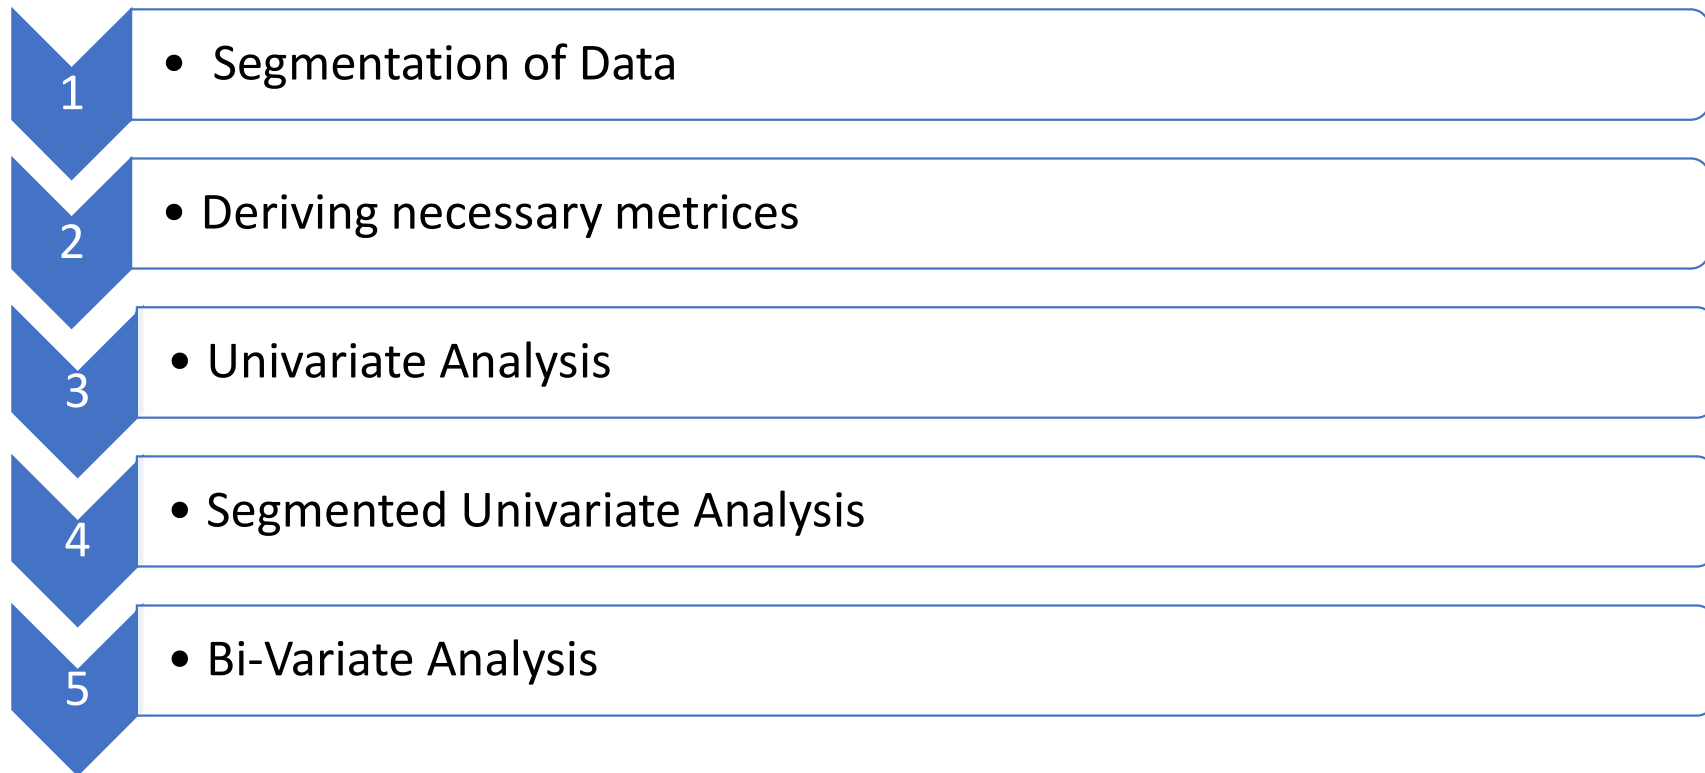 1
• Segmentation of Data
2
• Deriving necessary metrices
3
• Univariate Analysis
4
• Segmented Univariate Analysis
5
• Bi-Variate Analysis